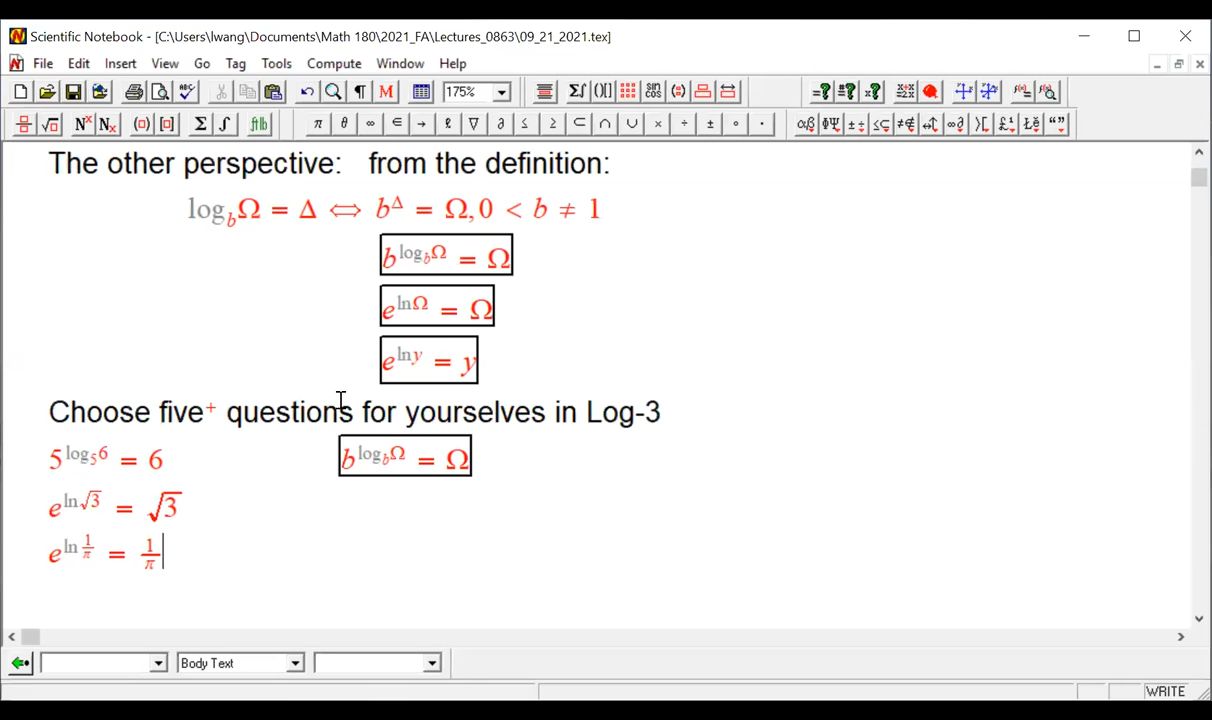 Scientific Notebook - [C:\Users\lwang\Documents\Math 180\2021_FA\Lectures_0863\09_21_2021.tex]
File Edit Insert View Go Tag Tools Compute Window Help
175%
The other perspective: from the definition:
log_b Ω = Δ ⟺ b^Δ = Ω, 0 < b ≠ 1
b^{log_b Ω} = Ω
e^{ln Ω} = Ω
e^{ln y} = y
Choose five⁺ questions for yourselves in Log-3
5^{log_5 6} = 6 b^{log_b Ω} = Ω
e^{ln √3} = √3
e^{ln 1/π} = 1/π
Body Text
WRITE